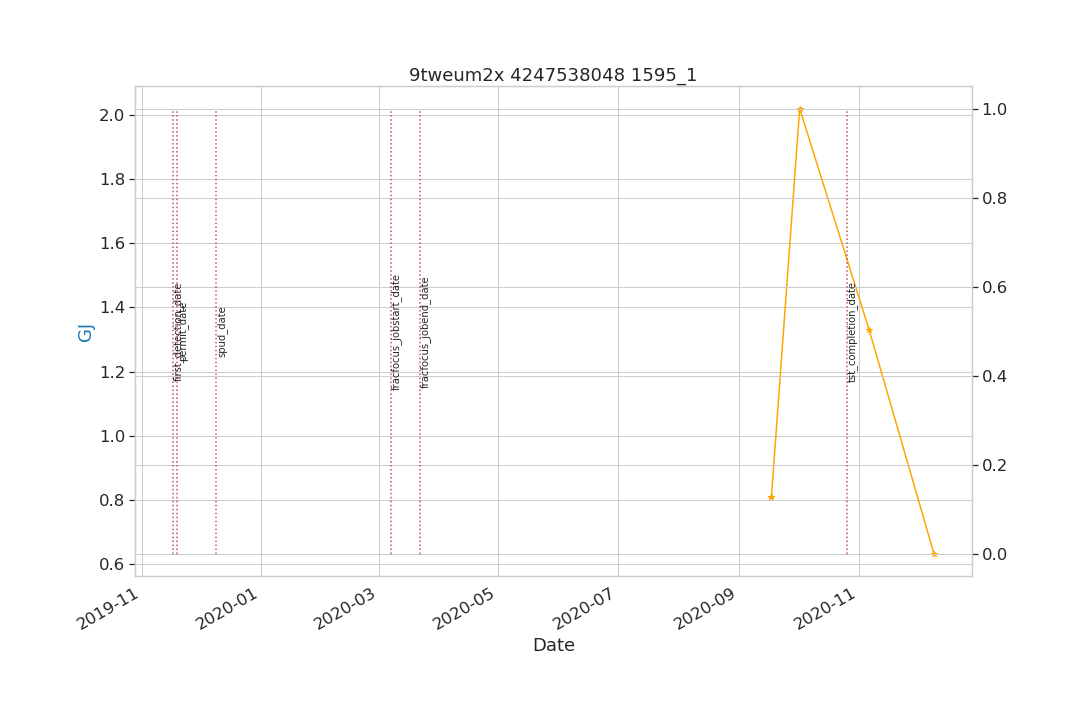 9tweum2x 4247538048 1595_1
GJ
2.0
1.8
1.6
1.4
1.2
1.0
0.8
0.6
1.0
0.8
0.6
0.4
0.2
0.0
first_detection_date
permit_date
spud_date
fracfocus_jobstart_date
fracfocus_jobend_date
tst_completion_date
2019-11
2020-01
2020-03
2020-05
2020-07
2020-09
2020-11
Date